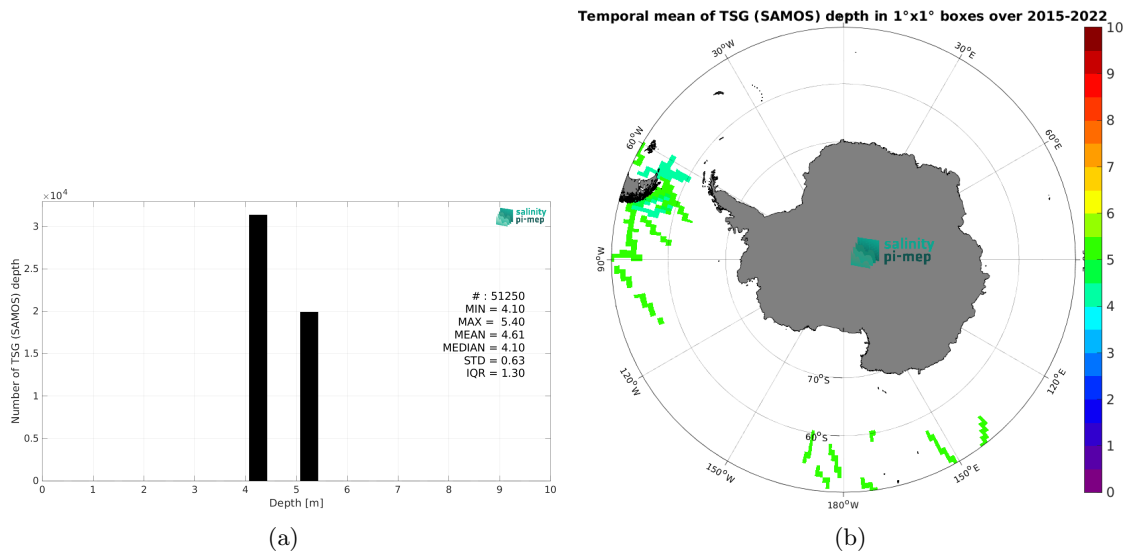 ×10⁴
3
2.5
2
1.5
1
0.5
0
Number of TSG (SAMOS) depth
salinity
pi-mep
# : 51250
MIN = 4.10
MAX = 5.40
MEAN = 4.61
MEDIAN = 4.10
STD = 0.63
IQR = 1.30
0 1 2 3 4 5 6 7 8 9 10
Depth [m]
(a)
Temporal mean of TSG (SAMOS) depth in 1°x1° boxes over 2015-2022
30°W
30°E
60°W
60°E
90°W
salinity
pi-mep
120°W
120°E
70°S
60°S
150°W
150°E
180°W
10
9
8
7
6
5
4
3
2
1
0
(b)